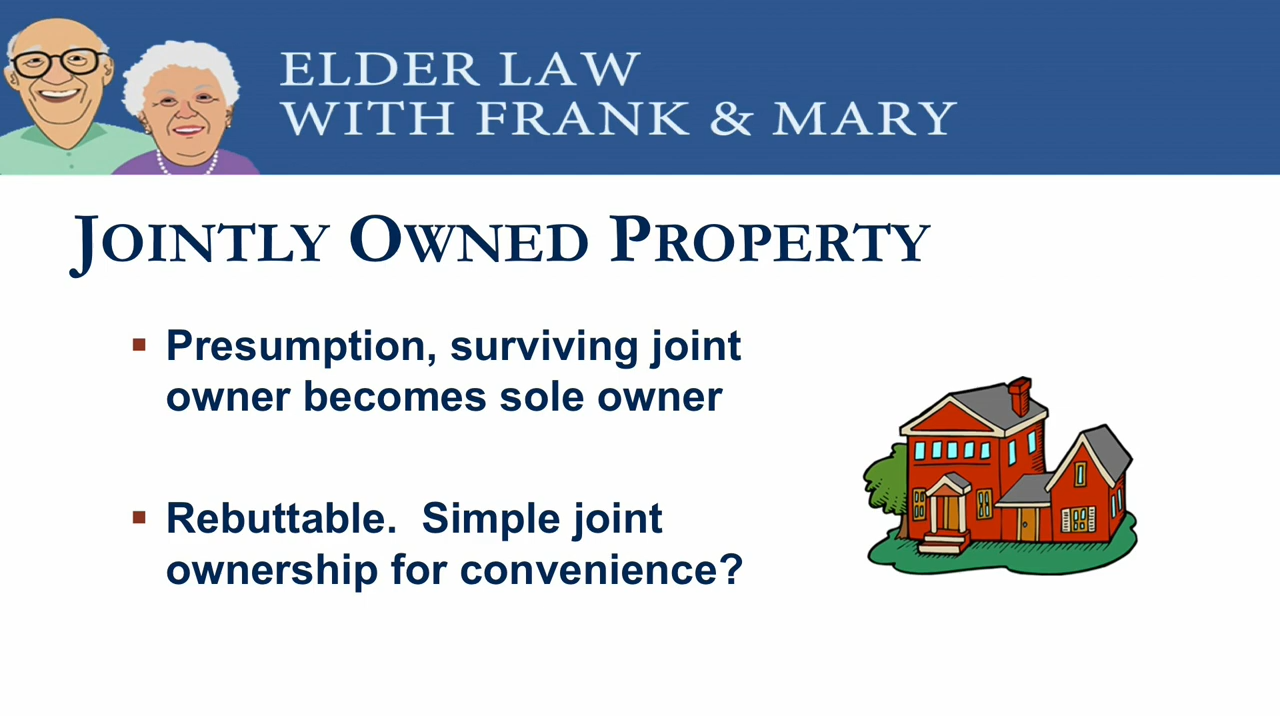 ELDER LAW
WITH FRANK & MARY
JOINTLY OWNED PROPERTY
▪ Presumption, surviving joint
owner becomes sole owner
▪ Rebuttable.  Simple joint
ownership for convenience?